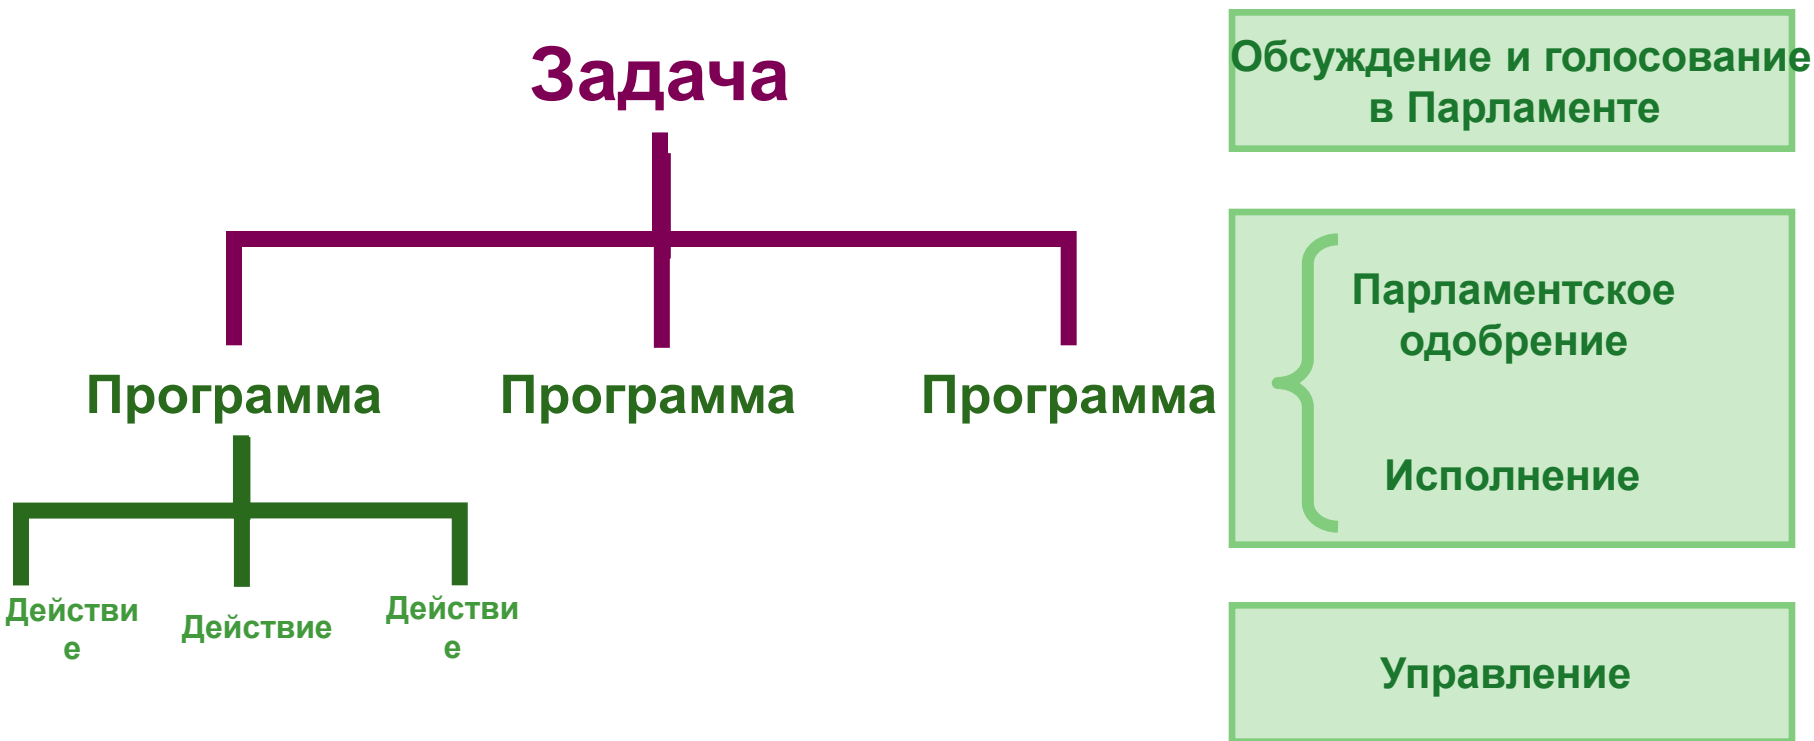 Задача
Обсуждение и голосование
в Парламенте
Парламентское
одобрение
Программа
Программа
Программа
Исполнение
Действи
е
Действие
Действи
е
Управление